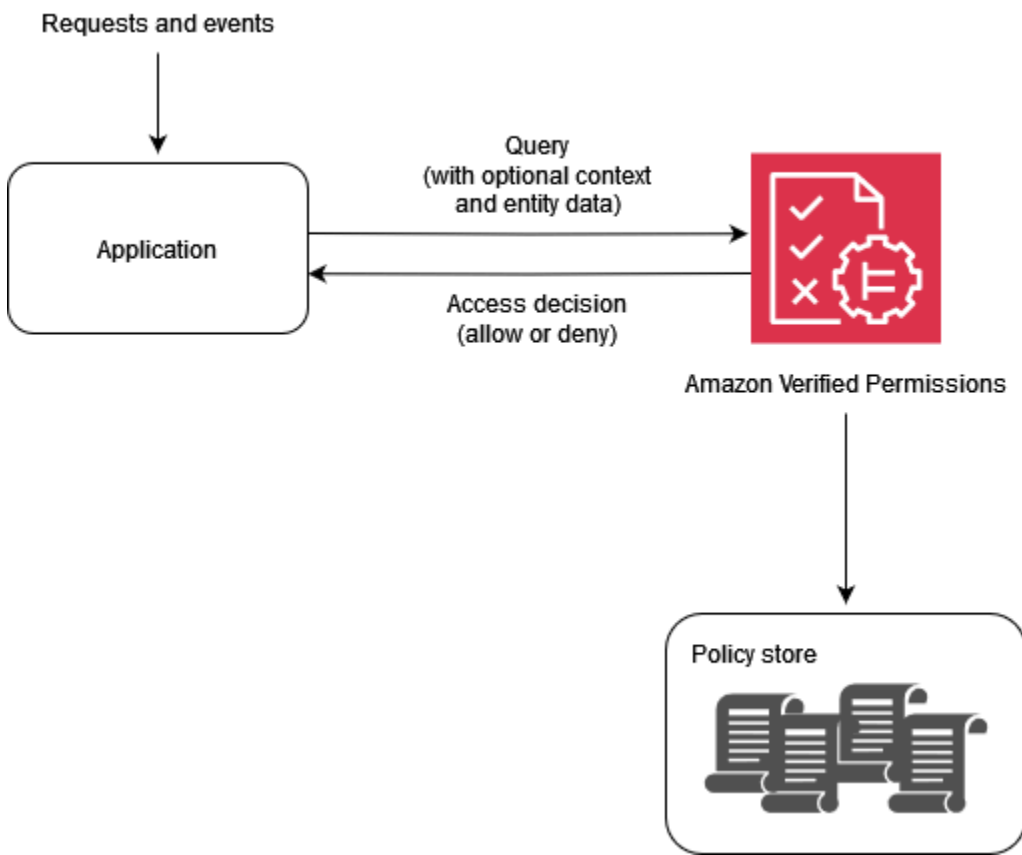 Requests and events
Query
(with optional context
and entity data)
Application
Access decision
(allow or deny)
Amazon Verified Permissions
Policy store